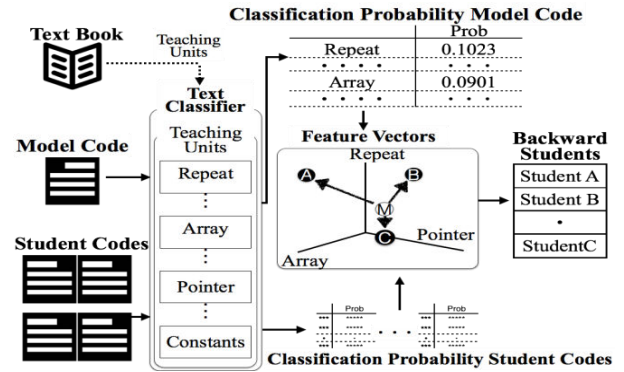 Classification Probability Model Code
Prob
Repeat 0.1023
Array 0.0901
Text Book
Teaching
Units
Text
Classifier
Teaching
Units
Repeat
Array
Pointer
Constants
Model Code
Student Codes
Feature Vectors
Repeat
A
B
M
C
Pointer
Array
Backward
Students
Student A
Student B
StudentC
Prob
Prob
Classification Probability Student Codes